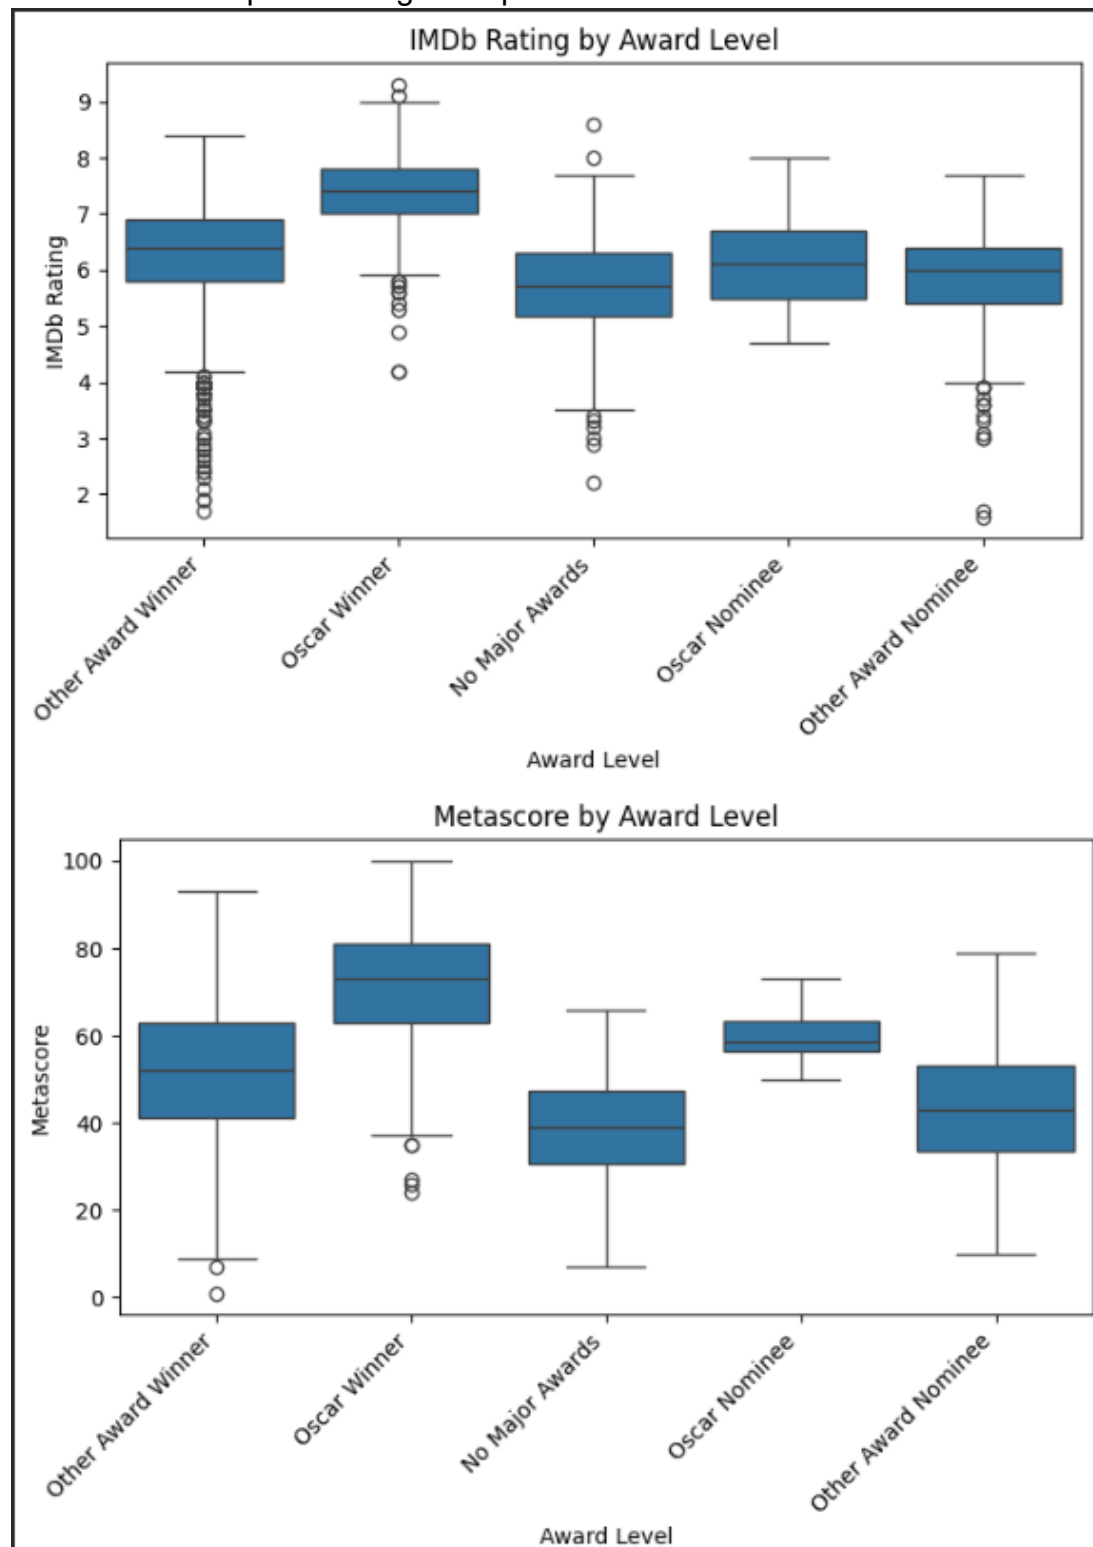 IMDb Rating by Award Level
9
8
7
6
5
4
3
2
IMDb Rating
Other Award Winner
Oscar Winner
No Major Awards
Oscar Nominee
Other Award Nominee
Award Level
Metascore by Award Level
100
80
60
40
20
0
Metascore
Other Award Winner
Oscar Winner
No Major Awards
Oscar Nominee
Other Award Nominee
Award Level